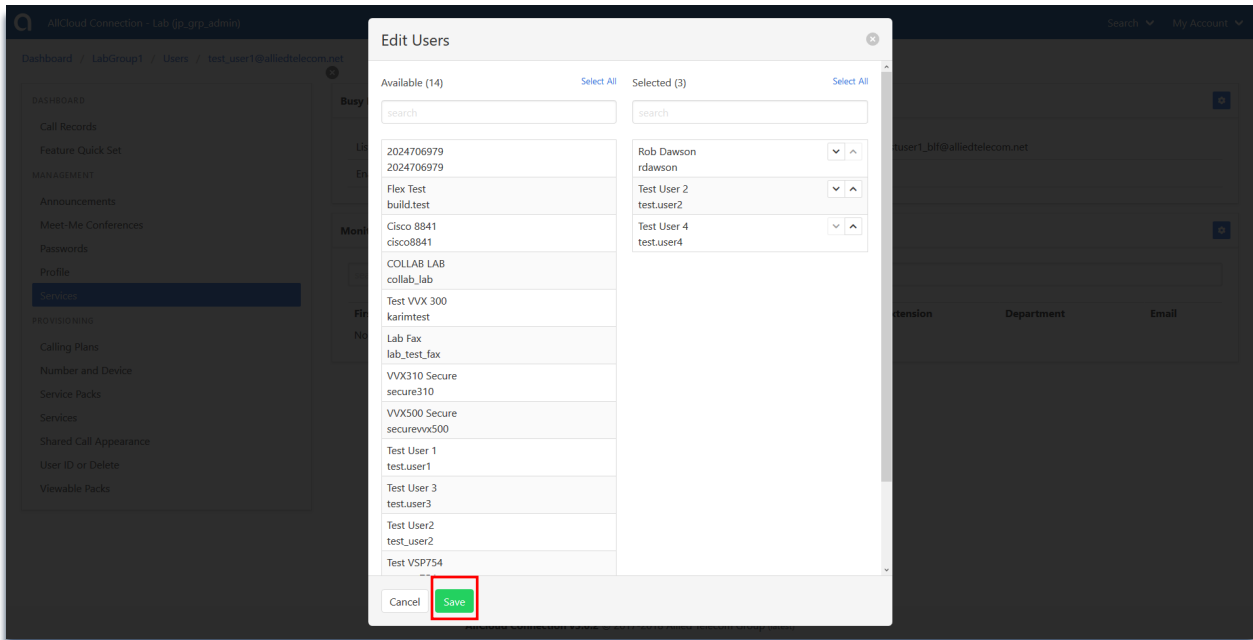 AllCloud Connection - Lab (jp_grp_admin)
Search
My Account
Dashboard / LabGroup1 / Users / test_user1@alliedtelecom.net
DASHBOARD
Call Records
Feature Quick Set
MANAGEMENT
Announcements
Meet-Me Conferences
Passwords
Profile
Services
PROVISIONING
Calling Plans
Number and Device
Service Packs
Services
Shared Call Appearance
User ID or Delete
Viewable Packs
Busy
tuser1_blf@alliedtelecom.net
Extension Department Email
No
Edit Users
Available (14) Select All
search
2024706979
2024706979
Flex Test
build.test
Cisco 8841
cisco8841
COLLAB LAB
collab_lab
Test VVX 300
karimtest
Lab Fax
lab_test_fax
VVX310 Secure
secure310
VVX500 Secure
securevvx500
Test User 1
test.user1
Test User 3
test.user3
Test User2
test_user2
Test VSP754
Selected (3) Select All
search
Rob Dawson
rdawson
Test User 2
test.user2
Test User 4
test.user4
Cancel Save